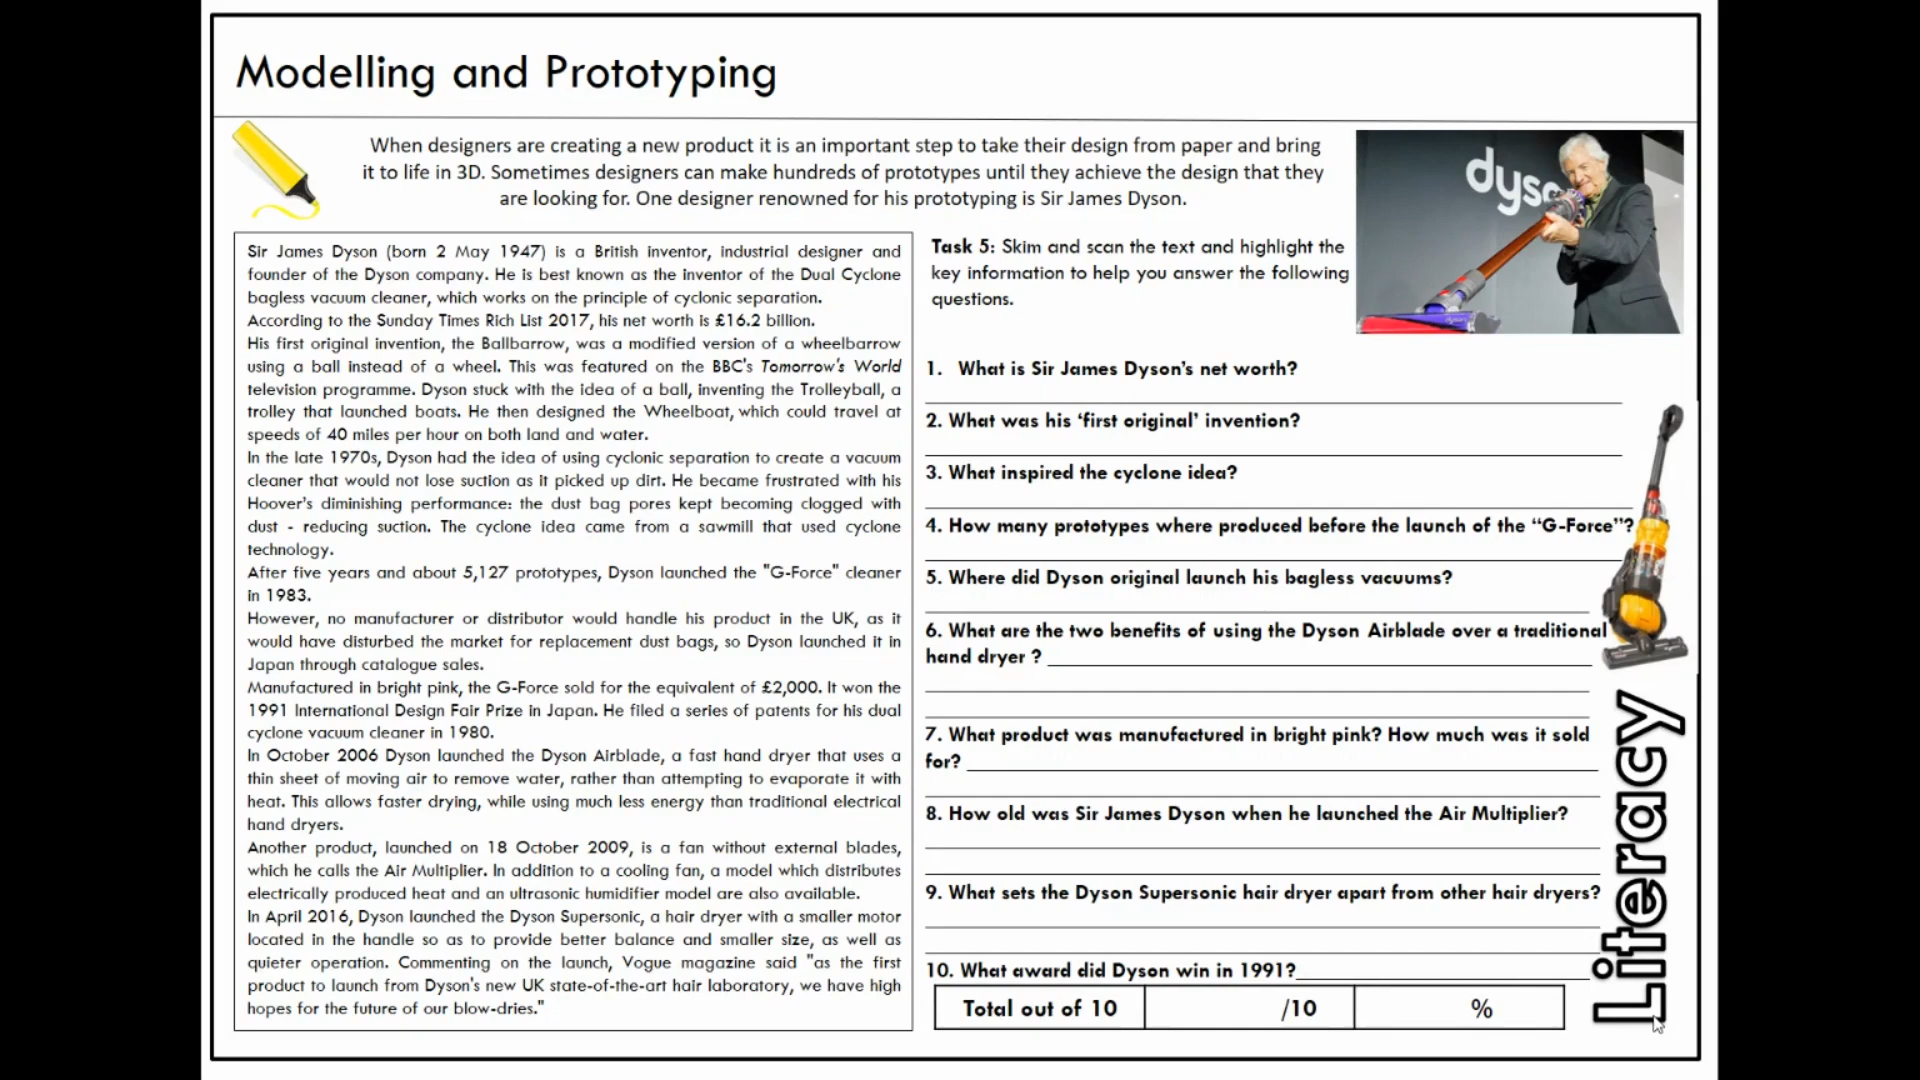 Modelling and Prototyping
When designers are creating a new product it is an important step to take their design from paper and bring
it to life in 3D. Sometimes designers can make hundreds of prototypes until they achieve the design that they
are looking for. One designer renowned for his prototyping is Sir James Dyson.
dyson
Sir James Dyson (born 2 May 1947) is a British inventor, industrial designer and
founder of the Dyson company. He is best known as the inventor of the Dual Cyclone
bagless vacuum cleaner, which works on the principle of cyclonic separation.
According to the Sunday Times Rich List 2017, his net worth is £16.2 billion.
His first original invention, the Ballbarrow, was a modified version of a wheelbarrow
using a ball instead of a wheel. This was featured on the BBC's Tomorrow's World
television programme. Dyson stuck with the idea of a ball, inventing the Trolleyball, a
trolley that launched boats. He then designed the Wheelboat, which could travel at
speeds of 40 miles per hour on both land and water.
In the late 1970s, Dyson had the idea of using cyclonic separation to create a vacuum
cleaner that would not lose suction as it picked up dirt. He became frustrated with his
Hoover's diminishing performance: the dust bag pores kept becoming clogged with
dust - reducing suction. The cyclone idea came from a sawmill that used cyclone
technology.
After five years and about 5,127 prototypes, Dyson launched the "G-Force" cleaner
in 1983.
However, no manufacturer or distributor would handle his product in the UK, as it
would have disturbed the market for replacement dust bags, so Dyson launched it in
Japan through catalogue sales.
Manufactured in bright pink, the G-Force sold for the equivalent of £2,000. It won the
1991 International Design Fair Prize in Japan. He filed a series of patents for his dual
cyclone vacuum cleaner in 1980.
In October 2006 Dyson launched the Dyson Airblade, a fast hand dryer that uses a
thin sheet of moving air to remove water, rather than attempting to evaporate it with
heat. This allows faster drying, while using much less energy than traditional electrical
hand dryers.
Another product, launched on 18 October 2009, is a fan without external blades,
which he calls the Air Multiplier. In addition to a cooling fan, a model which distributes
electrically produced heat and an ultrasonic humidifier model are also available.
In April 2016, Dyson launched the Dyson Supersonic, a hair dryer with a smaller motor
located in the handle so as to provide better balance and smaller size, as well as
quieter operation. Commenting on the launch, Vogue magazine said "as the first
product to launch from Dyson's new UK state-of-the-art hair laboratory, we have high
hopes for the future of our blow-dries."
Task 5: Skim and scan the text and highlight the
key information to help you answer the following
questions.
1. What is Sir James Dyson's net worth?
2. What was his 'first original' invention?
3. What inspired the cyclone idea?
4. How many prototypes where produced before the launch of the "G-Force"?
5. Where did Dyson original launch his bagless vacuums?
6. What are the two benefits of using the Dyson Airblade over a traditional
hand dryer ?
7. What product was manufactured in bright pink? How much was it sold
for?
8. How old was Sir James Dyson when he launched the Air Multiplier?
9. What sets the Dyson Supersonic hair dryer apart from other hair dryers?
10. What award did Dyson win in 1991?
Total out of 10 /10 %
Literacy